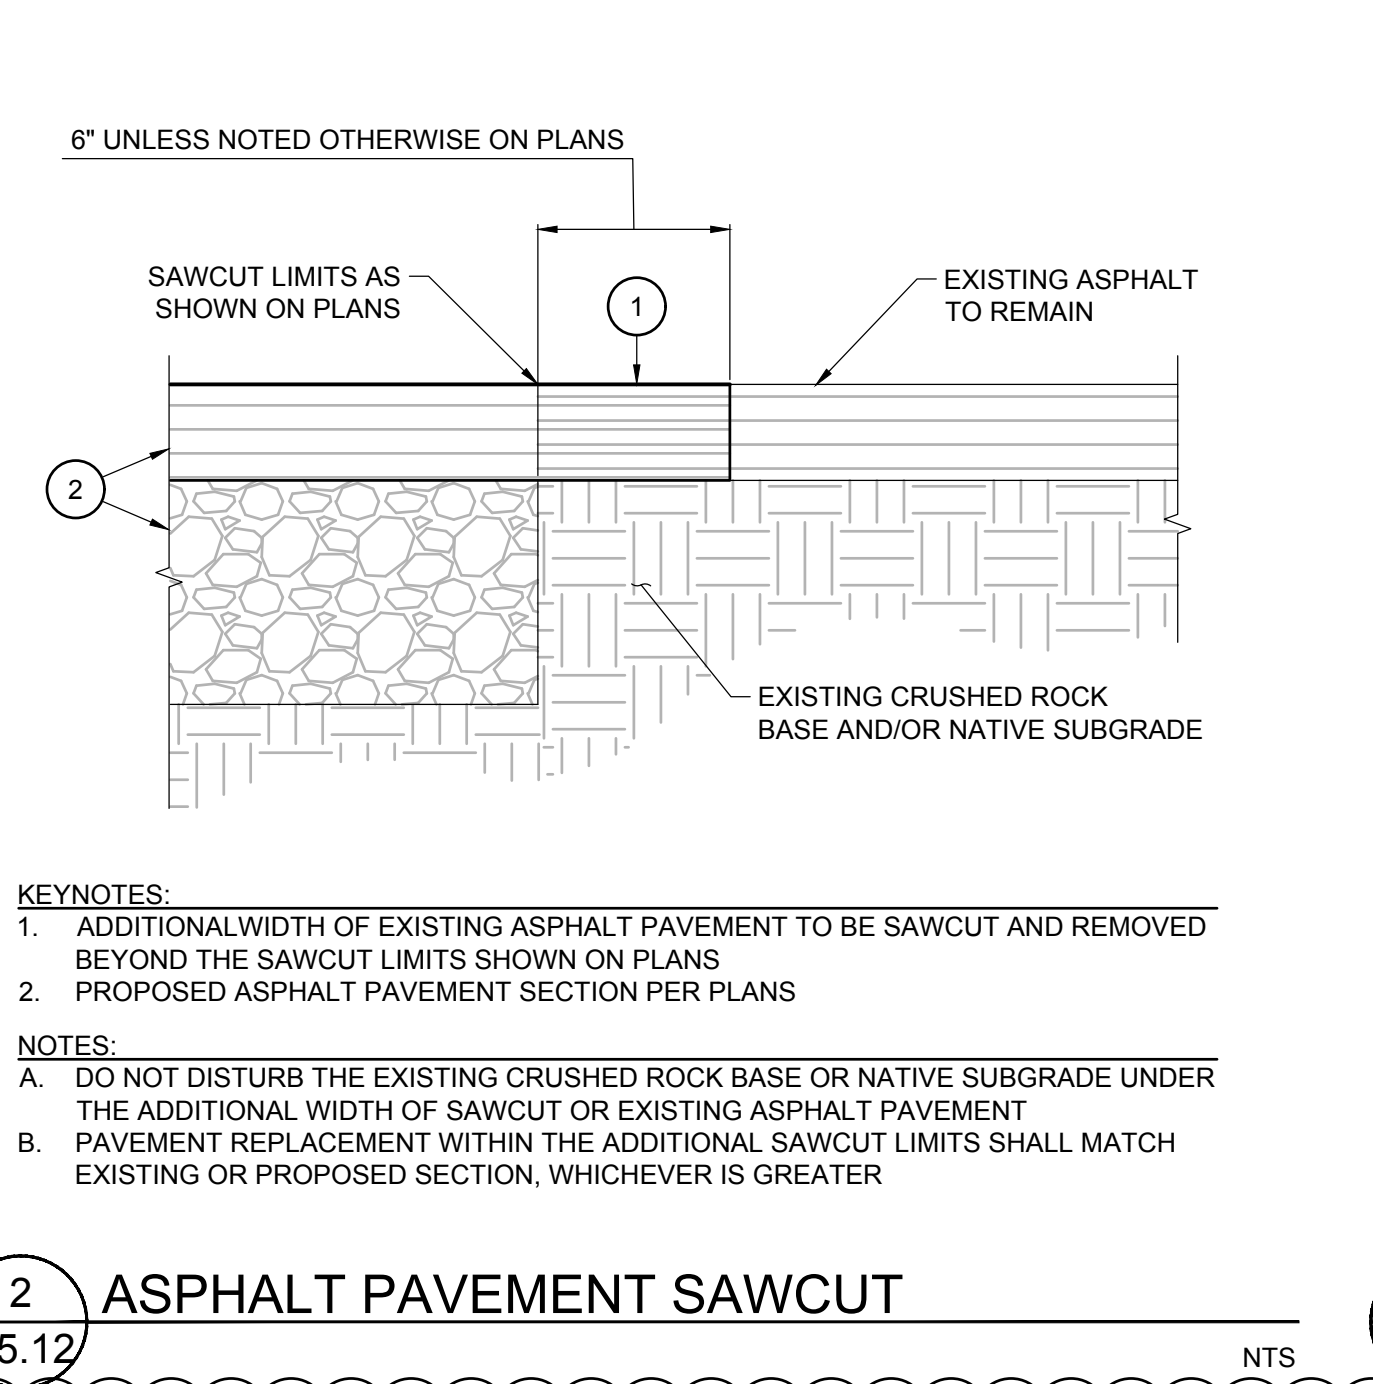 6" UNLESS NOTED OTHERWISE ON PLANS
SAWCUT LIMITS AS
SHOWN ON PLANS
1
EXISTING ASPHALT
TO REMAIN
2
EXISTING CRUSHED ROCK
BASE AND/OR NATIVE SUBGRADE
KEYNOTES:
1. ADDITIONALWIDTH OF EXISTING ASPHALT PAVEMENT TO BE SAWCUT AND REMOVED
BEYOND THE SAWCUT LIMITS SHOWN ON PLANS
2. PROPOSED ASPHALT PAVEMENT SECTION PER PLANS
NOTES:
A. DO NOT DISTURB THE EXISTING CRUSHED ROCK BASE OR NATIVE SUBGRADE UNDER
THE ADDITIONAL WIDTH OF SAWCUT OR EXISTING ASPHALT PAVEMENT
B. PAVEMENT REPLACEMENT WITHIN THE ADDITIONAL SAWCUT LIMITS SHALL MATCH
EXISTING OR PROPOSED SECTION, WHICHEVER IS GREATER
2
ASPHALT PAVEMENT SAWCUT
5.12
NTS